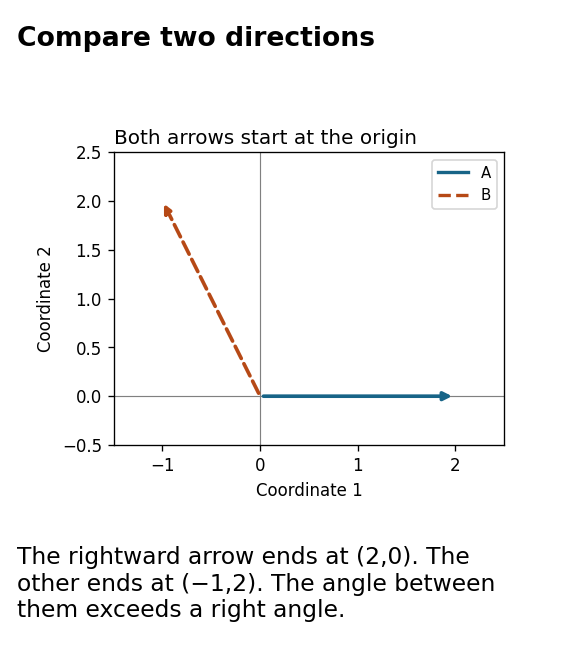 Compare two directions
Both arrows start at the origin
2.5
2.0
1.5
1.0
0.5
0.0
−0.5
Coordinate 2
A
B
−1
0
1
2
Coordinate 1
The rightward arrow ends at (2,0). The
other ends at (−1,2). The angle between
them exceeds a right angle.